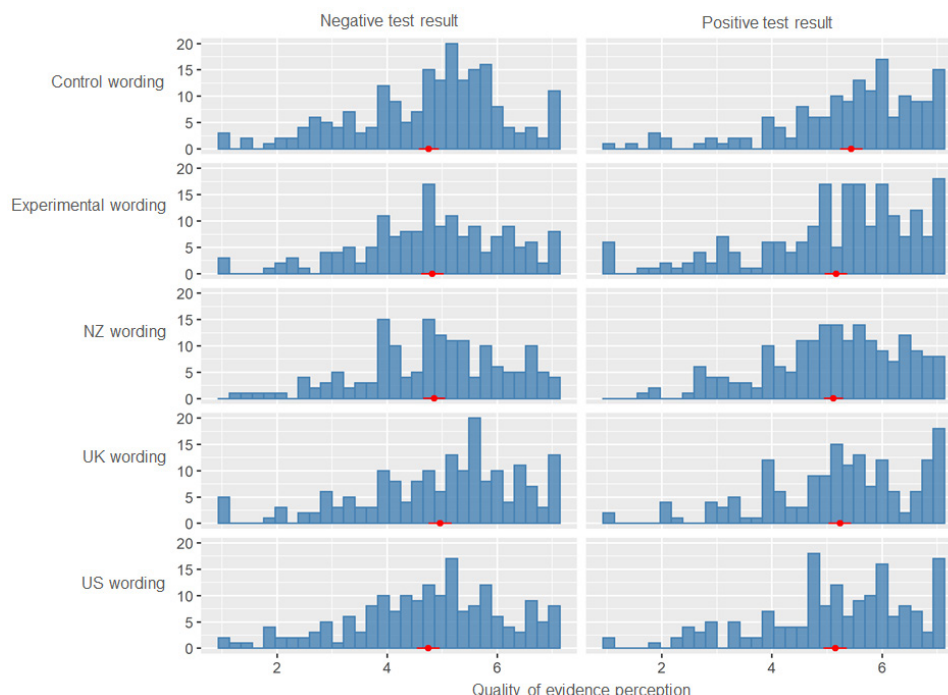 Negative test result
Positive test result
Control wording
20
15
10
5
0
Experimental wording
20
15
10
5
0
NZ wording
20
15
10
5
0
UK wording
20
15
10
5
0
US wording
20
15
10
5
0
2 4 6 2 4 6
Quality of evidence perception